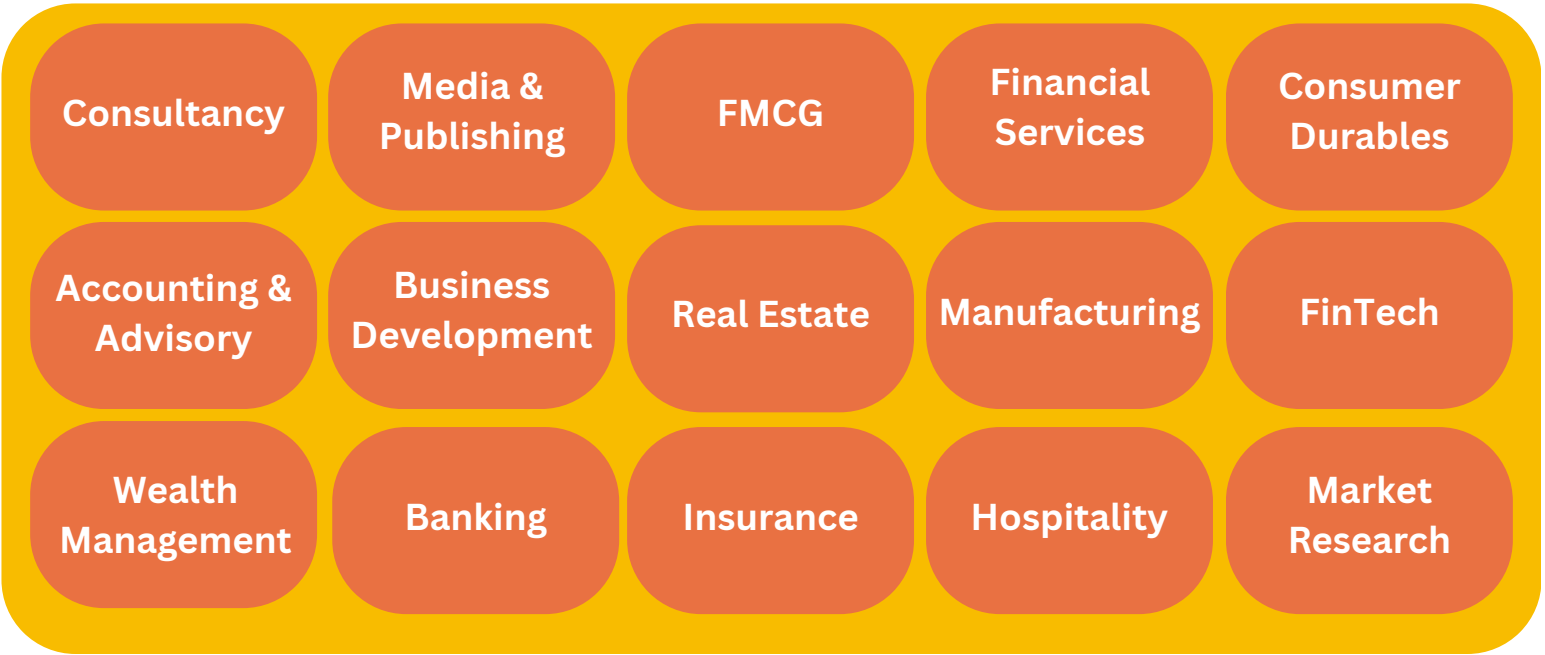 Consultancy
Media &
Publishing
FMCG
Financial
Services
Consumer
Durables
Accounting &
Advisory
Business
Development
Real Estate
Manufacturing
FinTech
Wealth
Management
Banking
Insurance
Hospitality
Market
Research